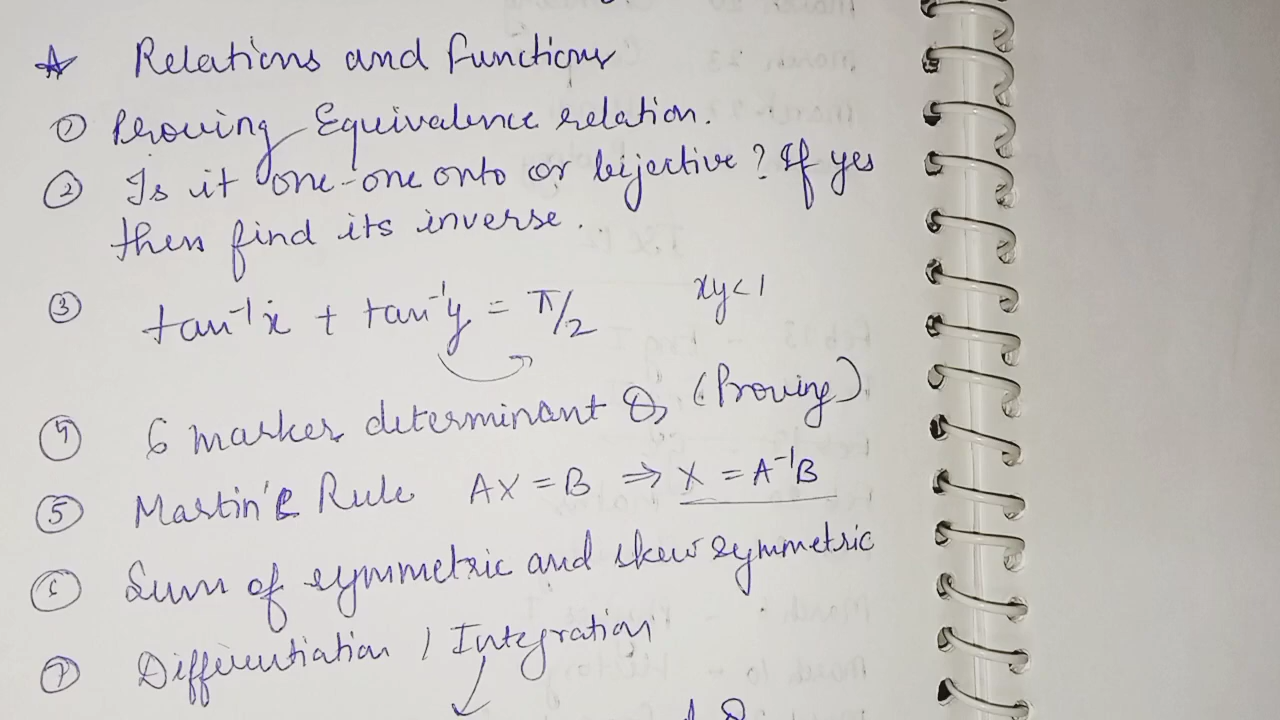 ☆ Relations and functions
① Proving Equivalence relation.
② Is it one-one onto or bijective? If yes
then find its inverse.
③ tan⁻¹x + tan⁻¹y = π/2 xy<1
④ 6 marker determinant Q, (Proving)
⑤ Martin's Rule AX = B ⇒ X = A⁻¹B
⑥ Sum of symmetric and skew symmetric
⑦ Differentiation / Integration